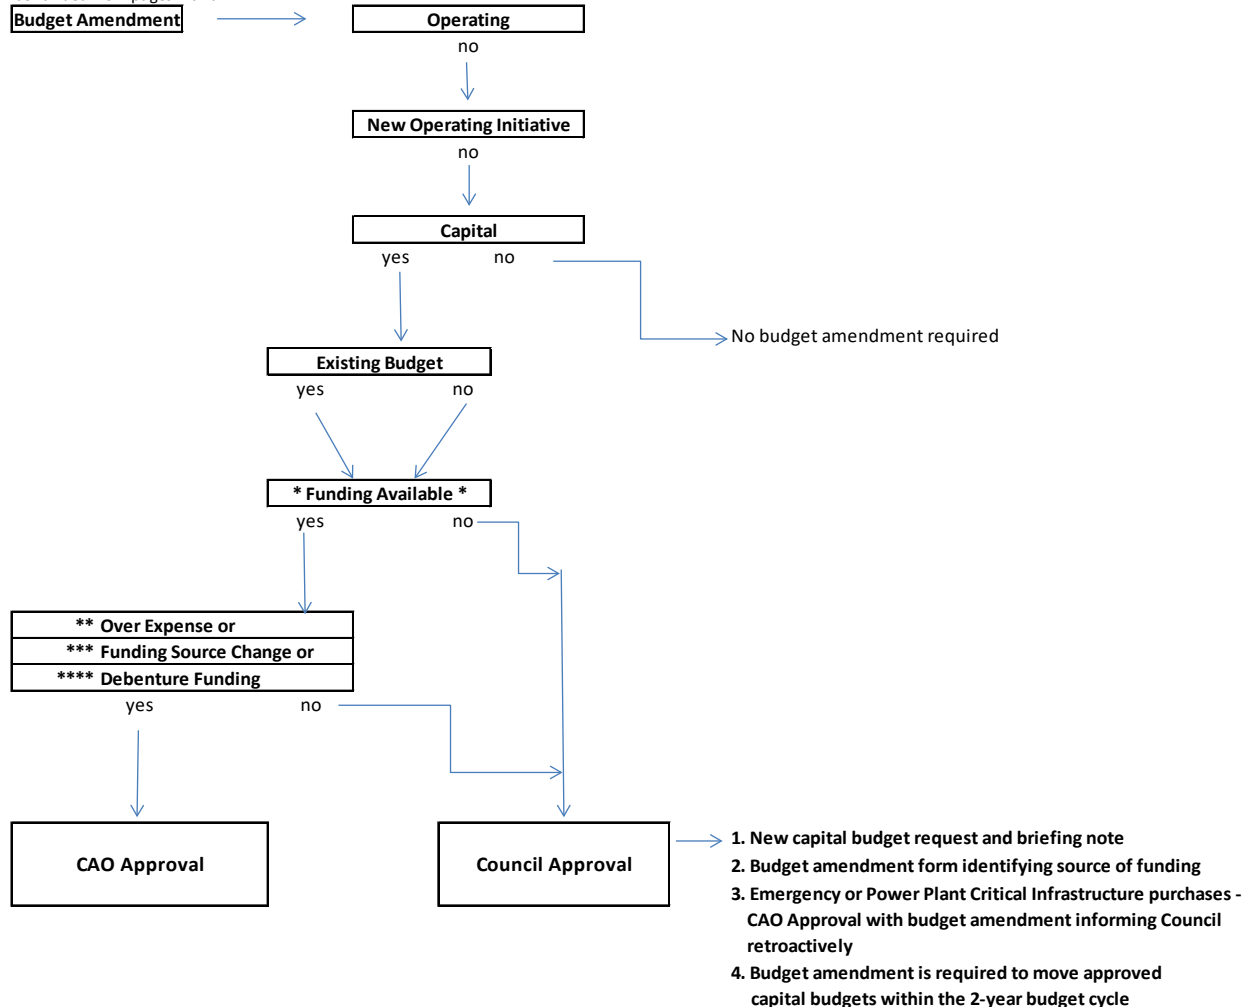 Budget Amendment
Operating
no
New Operating Initiative
no
Capital
yes no
No budget amendment required
Existing Budget
yes no
* Funding Available *
yes no
** Over Expense or
*** Funding Source Change or
**** Debenture Funding
yes no
CAO Approval
Council Approval
1. New capital budget request and briefing note
2. Budget amendment form identifying source of funding
3. Emergency or Power Plant Critical Infrastructure purchases -
CAO Approval with budget amendment informing Council
retroactively
4. Budget amendment is required to move approved
capital budgets within the 2-year budget cycle